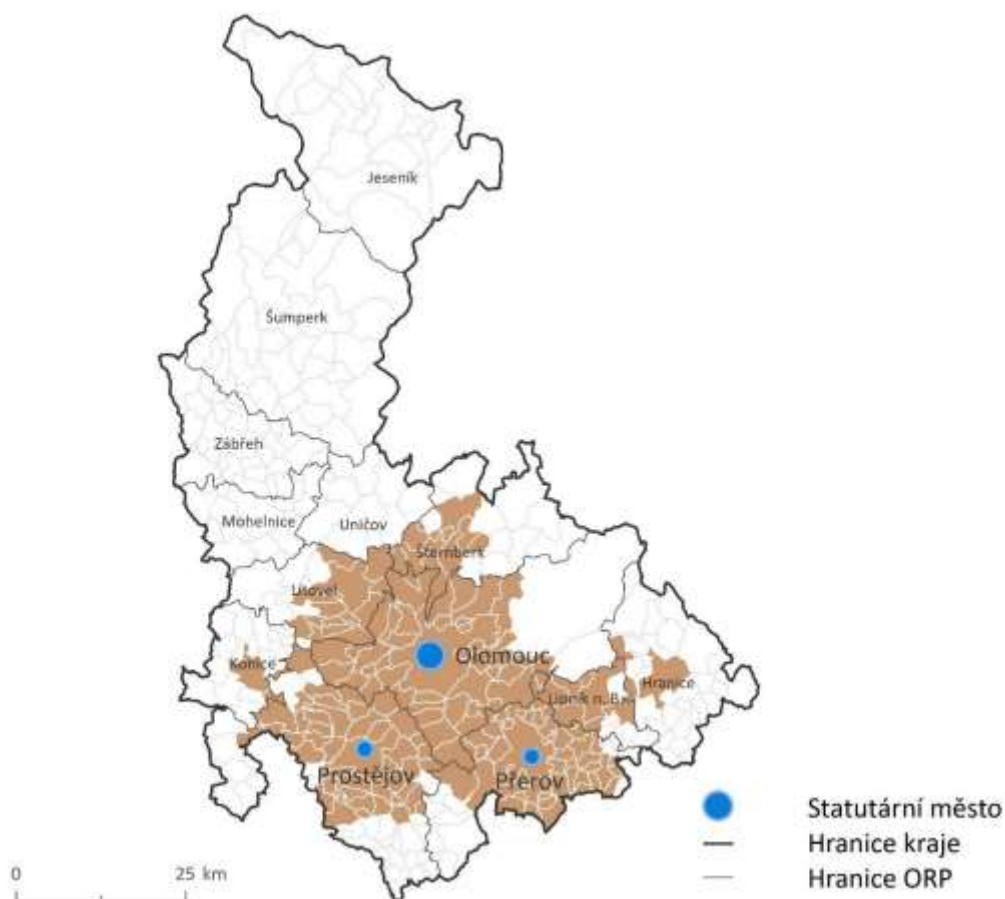 Jeseník
Šumperk
Zábřeh
Mohelnice
Uničov
Šternberk
Litovel
Olomouc
Konice
Hranice
Lipník n. B.
Prostějov
Přerov
Statutární město
Hranice kraje
Hranice ORP
0 25 km